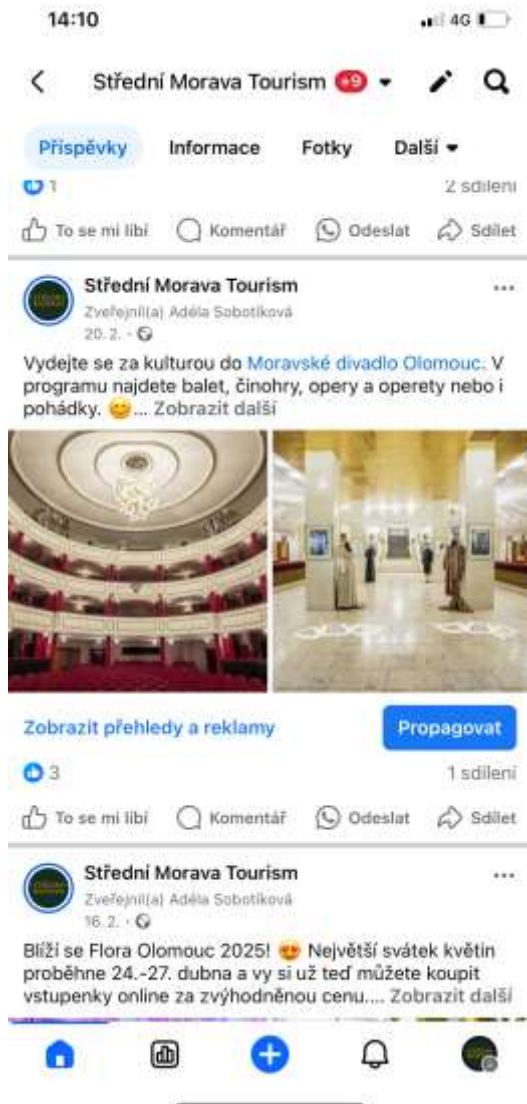 14:10
4G
Střední Morava Tourism +9
Příspěvky Informace Fotky Další
1 2 sdílení
To se mi líbí Komentář Odeslat Sdílet
Střední Morava Tourism
Zveřejnil(a) Adéla Sobotíková
20. 2. ·
Vydejte se za kulturou do Moravské divadlo Olomouc. V
programu najdete balet, činohry, opery a operety nebo i
pohádky. 😊... Zobrazit další
Zobrazit přehledy a reklamy Propagovat
3 1 sdílení
To se mi líbí Komentář Odeslat Sdílet
Střední Morava Tourism
Zveřejnil(a) Adéla Sobotíková
16. 2. ·
Blíží se Flora Olomouc 2025! 😍 Největší svátek květin
proběhne 24.-27. dubna a vy si už teď můžete koupit
vstupenky online za zvýhodněnou cenu.... Zobrazit další